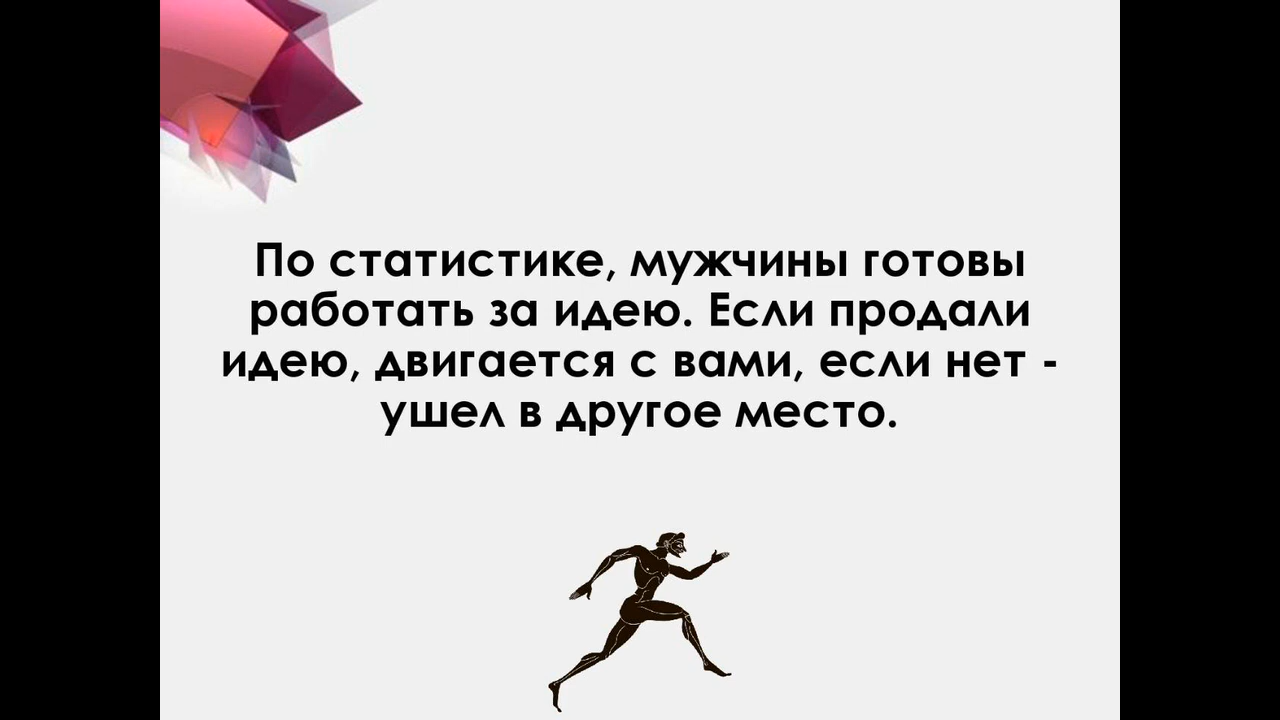 По статистике, мужчины готовы
работать за идею. Если продали
идею, двигается с вами, если нет -
ушел в другое место.